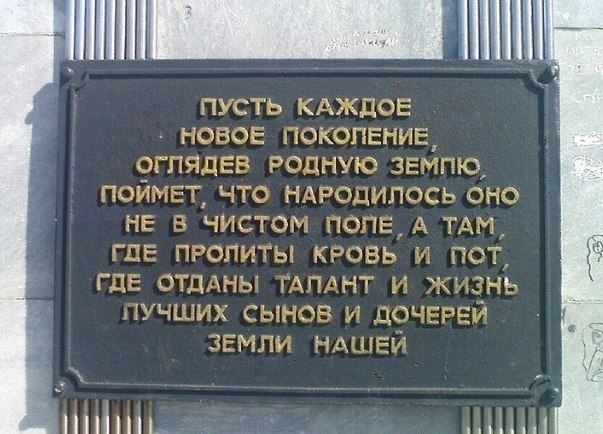 ПУСТЬ КАЖДОЕ
НОВОЕ ПОКОЛЕНИЕ,
ОГЛЯДЕВ РОДНУЮ ЗЕМЛЮ,
ПОЙМЕТ, ЧТО НАРОДИЛОСЬ ОНО
НЕ В ЧИСТОМ ПОЛЕ, А ТАМ,
ГДЕ ПРОЛИТЫ КРОВЬ И ПОТ,
ГДЕ ОТДАНЫ ТАЛАНТ И ЖИЗНЬ
ЛУЧШИХ СЫНОВ И ДОЧЕРЕЙ
ЗЕМЛИ НАШЕЙ